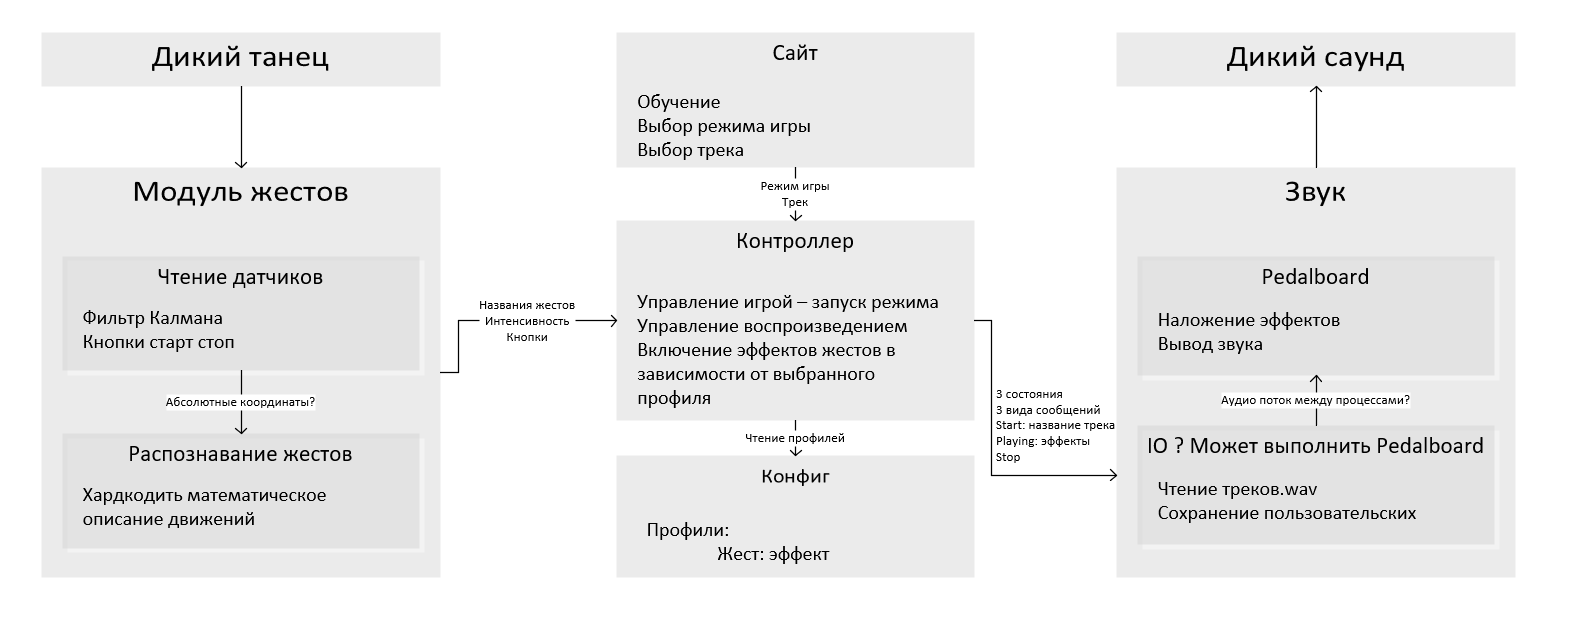 Дикий танец
Модуль жестов
Чтение датчиков
Фильтр Калмана
Кнопки старт стоп
Абсолютные координаты?
Распознавание жестов
Хардкодить математическое
описание движений
Названия жестов
Интенсивность
Кнопки
Сайт
Обучение
Выбор режима игры
Выбор трека
Режим игры
Трек
Контроллер
Управление игрой – запуск режима
Управление воспроизведением
Включение эффектов жестов в
зависимости от выбранного
профиля
Чтение профилей
Конфиг
Профили:
Жест: эффект
3 состояния
3 вида сообщений
Start: название трека
Playing: эффекты
Stop
Дикий саунд
Звук
Pedalboard
Наложение эффектов
Вывод звука
Аудио поток между процессами?
IO ? Может выполнить Pedalboard
Чтение треков.wav
Сохранение пользовательских